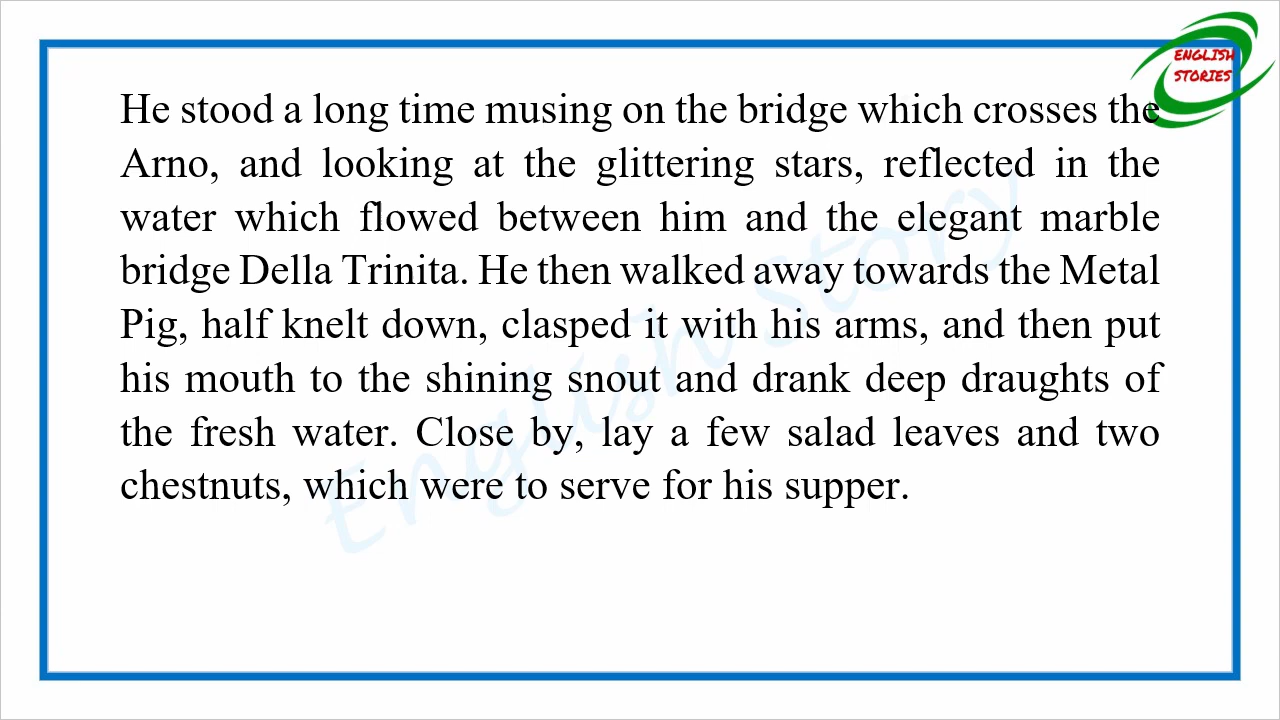 ENGLISH
STORIES
He stood a long time musing on the bridge which crosses the
Arno, and looking at the glittering stars, reflected in the
water which flowed between him and the elegant marble
bridge Della Trinita. He then walked away towards the Metal
Pig, half knelt down, clasped it with his arms, and then put
his mouth to the shining snout and drank deep draughts of
the fresh water. Close by, lay a few salad leaves and two
chestnuts, which were to serve for his supper.
English Story